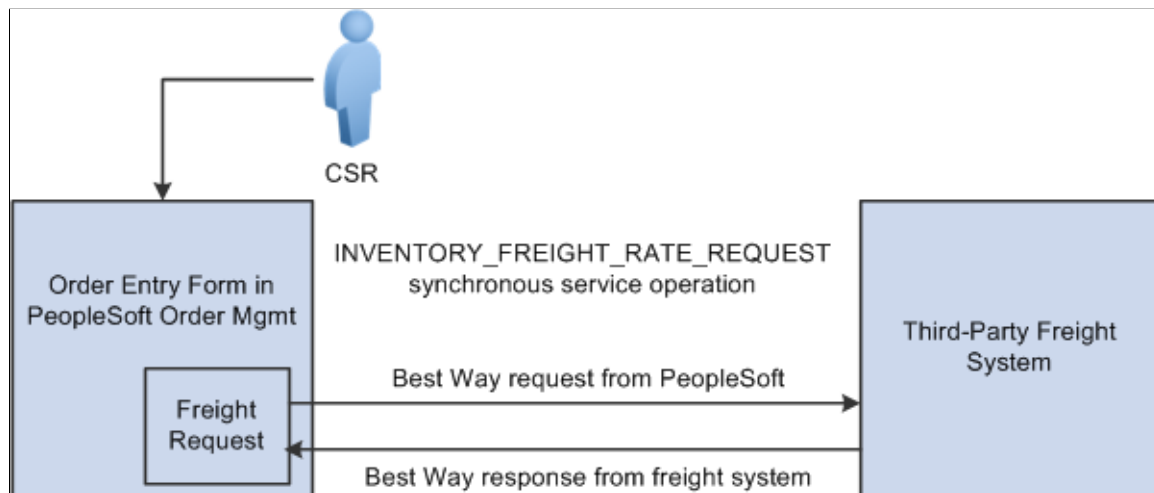 CSR
Order Entry Form in
PeopleSoft Order Mgmt
INVENTORY_FREIGHT_RATE_REQUEST
synchronous service operation
Third-Party Freight
System
Freight
Request
Best Way request from PeopleSoft
Best Way response from freight system